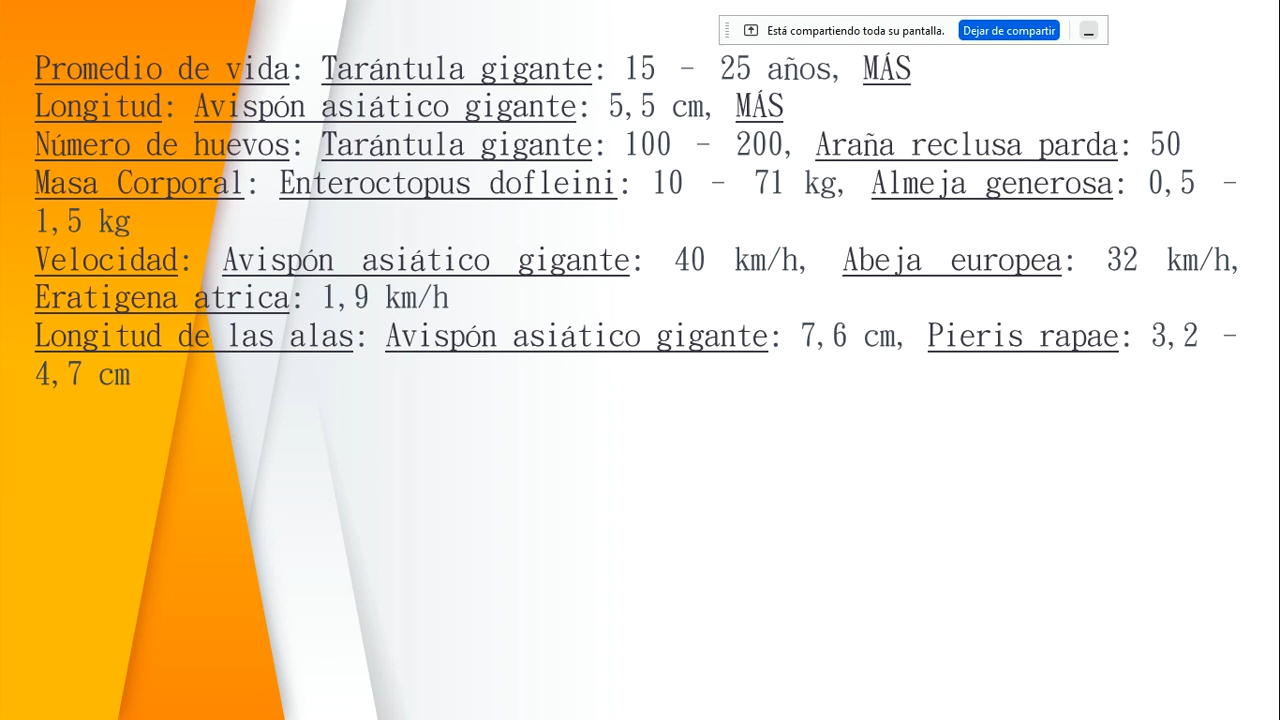 Está compartiendo toda su pantalla. Dejar de compartir
Promedio de vida: Tarántula gigante: 15 – 25 años, MÁS
Longitud: Avispón asiático gigante: 5,5 cm, MÁS
Número de huevos: Tarántula gigante: 100 – 200, Araña reclusa parda: 50
Masa Corporal: Enteroctopus dofleini: 10 – 71 kg, Almeja generosa: 0,5 –
1,5 kg
Velocidad: Avispón asiático gigante: 40 km/h, Abeja europea: 32 km/h,
Eratigena atrica: 1,9 km/h
Longitud de las alas: Avispón asiático gigante: 7,6 cm, Pieris rapae: 3,2 –
4,7 cm